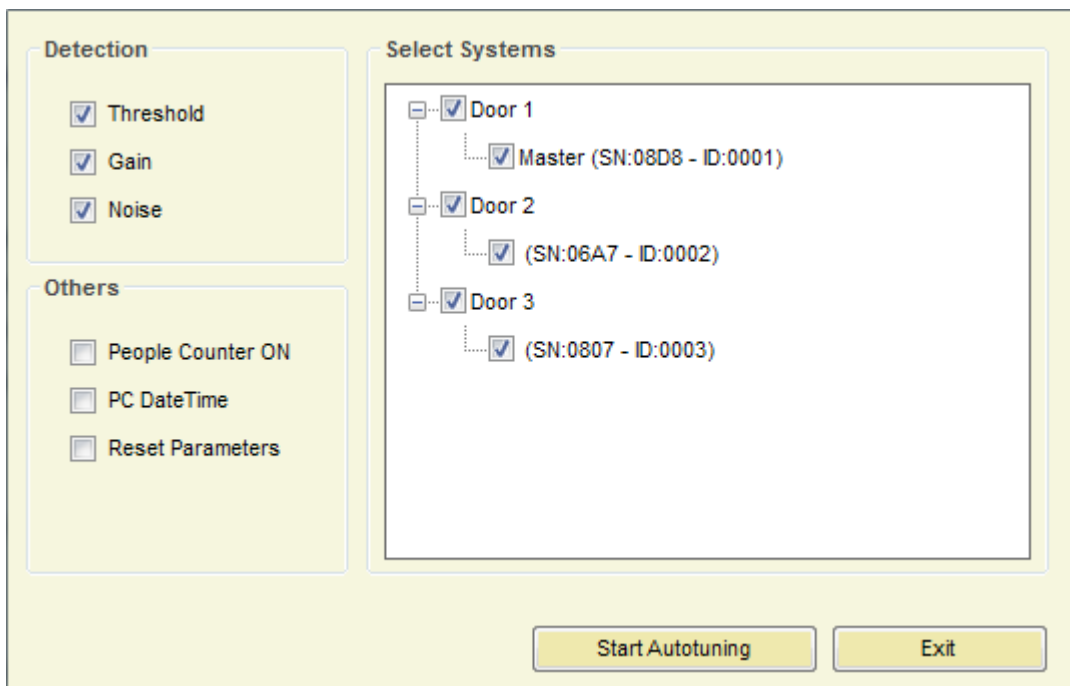 Detection
Threshold
Gain
Noise
Others
People Counter ON
PC DateTime
Reset Parameters
Select Systems
Door 1
Master (SN:08D8 - ID:0001)
Door 2
(SN:06A7 - ID:0002)
Door 3
(SN:0807 - ID:0003)
Start Autotuning
Exit